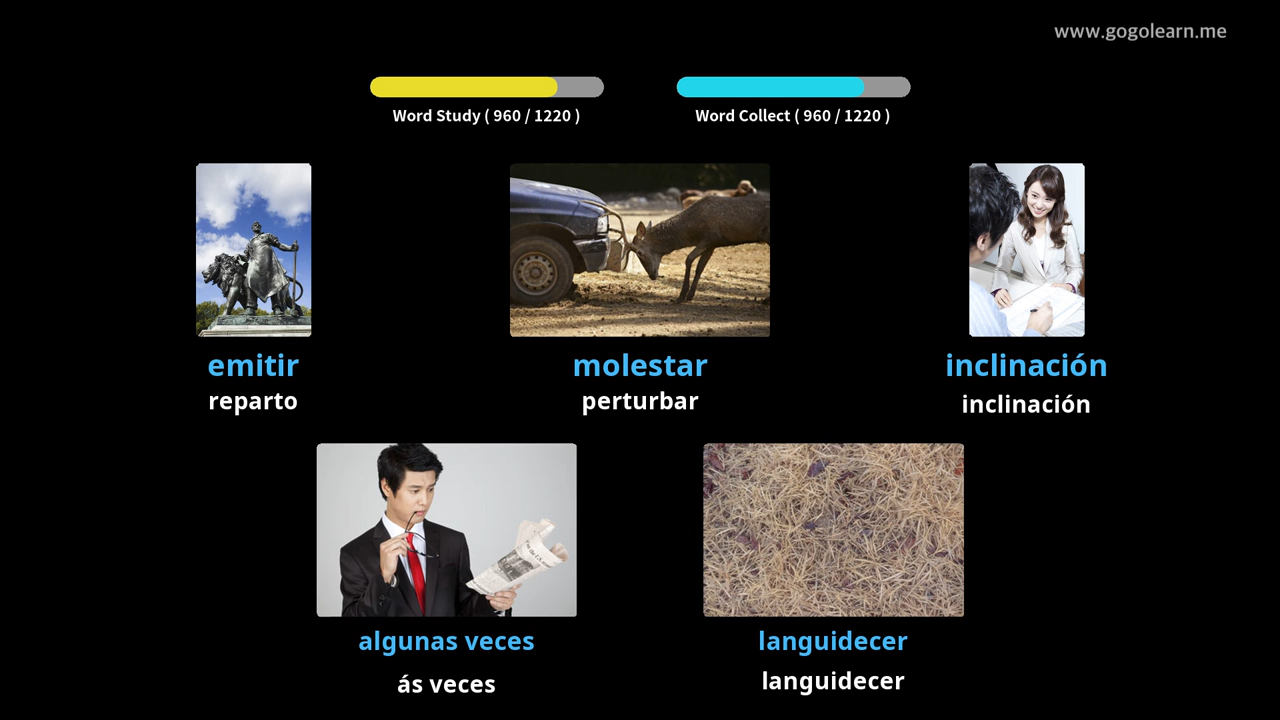 www.gogolearn.me
Word Study ( 960 / 1220 )
Word Collect ( 960 / 1220 )
emitir
reparto
molestar
perturbar
inclinación
inclinación
algunas veces
ás veces
languidecer
languidecer